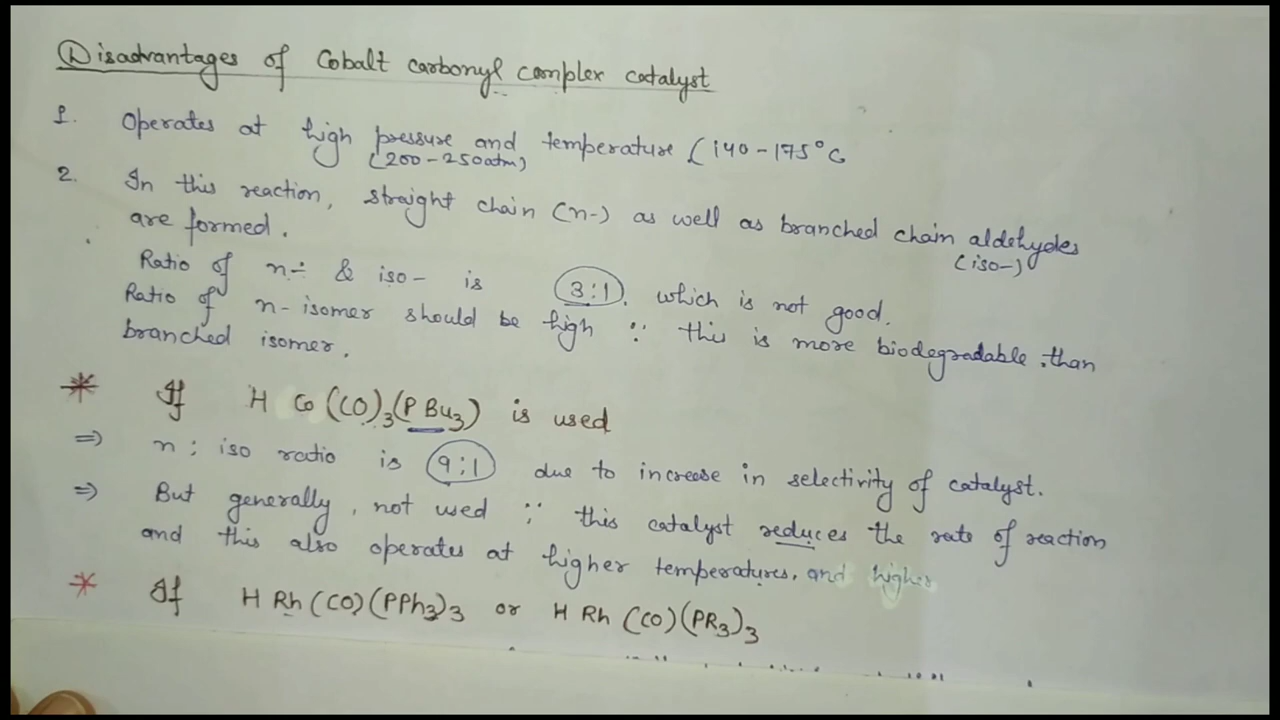 Disadvantages of Cobalt carbonyl complex catalyst
1. Operates at high pressure and temperature (140-175°C
(200-250atm)
2. In this reaction, straight chain (n-) as well as branched chain aldehydes
(iso-)
are formed.
Ratio of n- & iso- is 3:1, which is not good.
Ratio of n-isomer should be high ∵ this is more biodegradable than
branched isomer.
* If H Co(CO)3(PBu3) is used
⇒ n: iso ratio is 9:1 due to increase in selectivity of catalyst.
⇒ But generally, not used ∵ this catalyst reduces the rate of reaction
and this also operates at higher temperatures. and higher
* If H Rh(CO)(PPh3)3 or H Rh(CO)(PR3)3